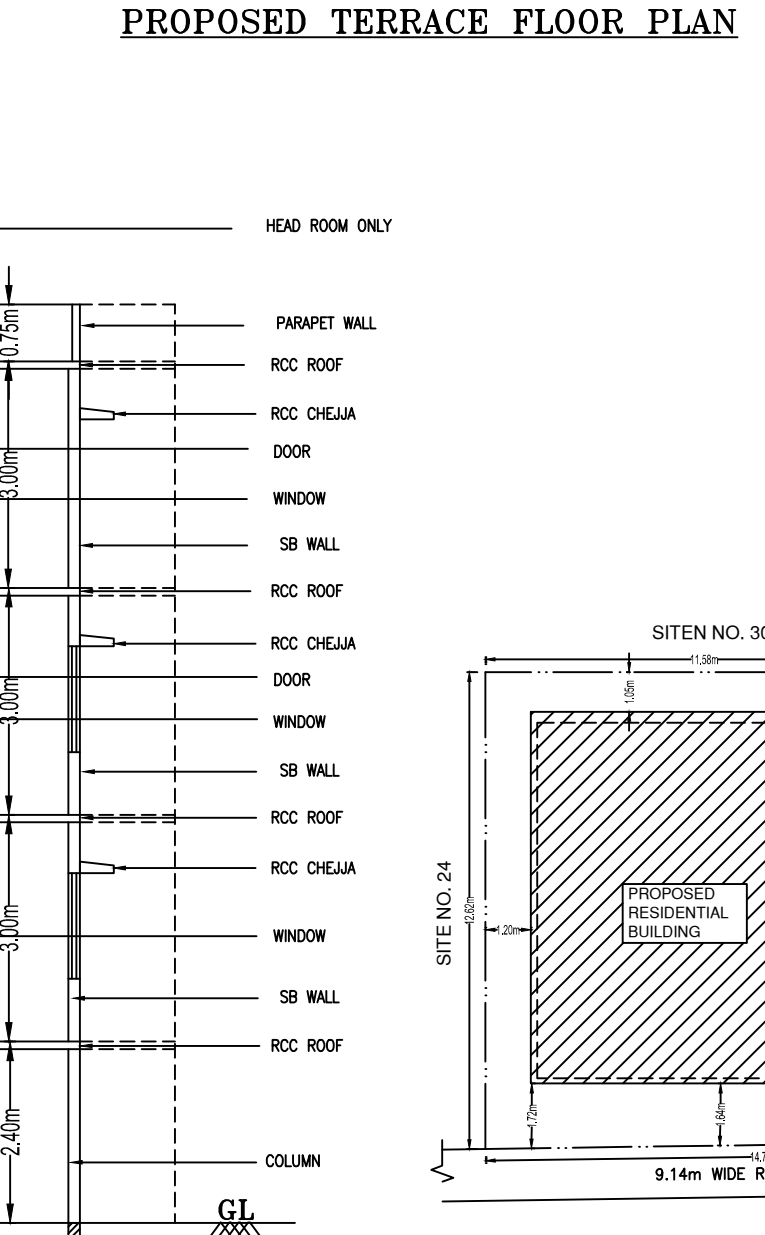 PROPOSED TERRACE FLOOR PLAN
HEAD ROOM ONLY
0.75m
PARAPET WALL
RCC ROOF
RCC CHEJJA
DOOR
3.00m
WINDOW
SB WALL
RCC ROOF
RCC CHEJJA
DOOR
3.00m
WINDOW
SB WALL
RCC ROOF
RCC CHEJJA
3.00m
WINDOW
SB WALL
RCC ROOF
2.40m
COLUMN
GL
SITEN NO. 30
11.58m
1.05m
SITE NO. 24
12.62m
1.20m
PROPOSED
RESIDENTIAL
BUILDING
1.72m
1.64m
14.7
9.14m WIDE R